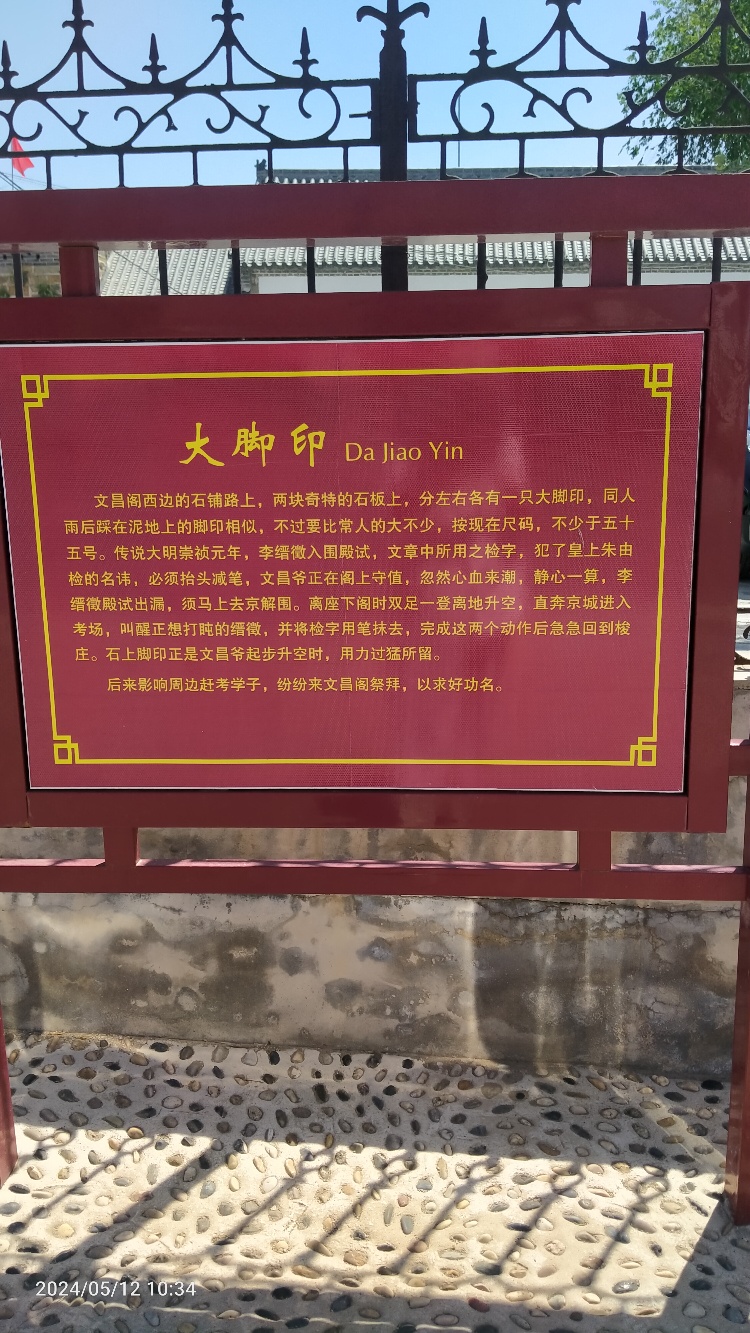 大脚印 Da Jiao Yin
文昌阁西边的石铺路上，两块奇特的石板上，分左右各有一只大脚印，同人
雨后踩在泥地上的脚印相似，不过要比常人的大不少，按现在尺码，不少于五十
五号。传说大明崇祯元年，李缙徵入围殿试，文章中所用之检字，犯了皇上朱由
检的名讳，必须抬头减笔，文昌爷正在阁上守值，忽然心血来潮，静心一算，李
缙徵殿试出漏，须马上去京解围。离座下阁时双足一登离地升空，直奔京城进入
考场，叫醒正想打盹的缙徵，并将检字用笔抹去，完成这两个动作后急急回到梭
庄。石上脚印正是文昌爷起步升空时，用力过猛所留。
后来影响周边赶考学子，纷纷来文昌阁祭拜，以求好功名。
2024/05/12 10:34